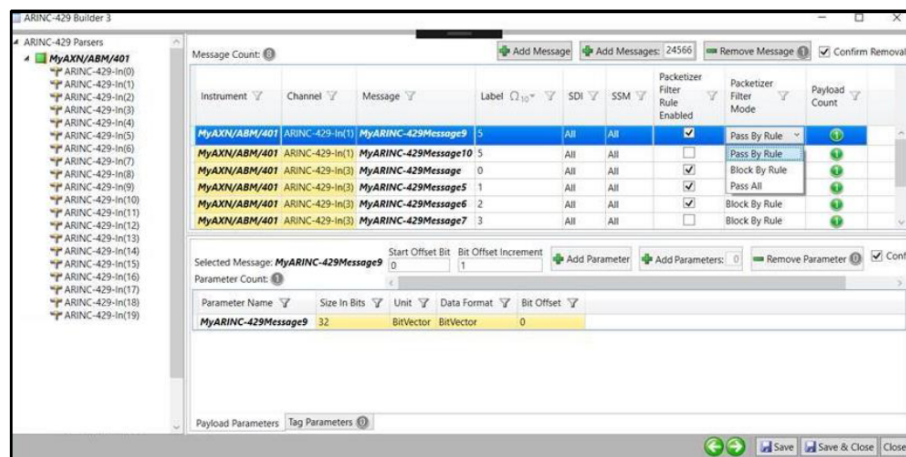 ARINC-429 Builder 3
ARINC-429 Parsers
MyAXN/ABM/401
ARINC-429-In(0)
ARINC-429-In(1)
ARINC-429-In(2)
ARINC-429-In(3)
ARINC-429-In(4)
ARINC-429-In(5)
ARINC-429-In(6)
ARINC-429-In(7)
ARINC-429-In(8)
ARINC-429-In(9)
ARINC-429-In(10)
ARINC-429-In(11)
ARINC-429-In(12)
ARINC-429-In(13)
ARINC-429-In(14)
ARINC-429-In(15)
ARINC-429-In(16)
ARINC-429-In(17)
ARINC-429-In(18)
ARINC-429-In(19)
Message Count: 0 Add Message Add Messages: 24566 Remove Message 1 Confirm Removal
Instrument Channel Message Label Ω10 SDI SSM Packetizer Filter Rule Enabled Packetizer Filter Mode Payload Count
MyAXN/ABM/401 ARINC-429-In(1) MyARINC-429Message9 5 All All Pass By Rule 1
MyAXN/ABM/401 ARINC-429-In(1) MyARINC-429Message10 5 All All Pass By Rule 1
MyAXN/ABM/401 ARINC-429-In(3) MyARINC-429Message 0 All All Block By Rule 1
MyAXN/ABM/401 ARINC-429-In(3) MyARINC-429Message5 1 All All Pass All 1
MyAXN/ABM/401 ARINC-429-In(3) MyARINC-429Message6 2 All All Block By Rule 1
MyAXN/ABM/401 ARINC-429-In(3) MyARINC-429Message7 3 All All Block By Rule 1
Selected Message: MyARINC-429Message9 Start Offset Bit 0 Bit Offset Increment 1 Add Parameter Add Parameters: 0 Remove Parameter 0 Conf
Parameter Count: 1
Parameter Name Size In Bits Unit Data Format Bit Offset
MyARINC-429Message9 32 BitVector BitVector 0
Payload Parameters Tag Parameters 0
Save Save & Close Close